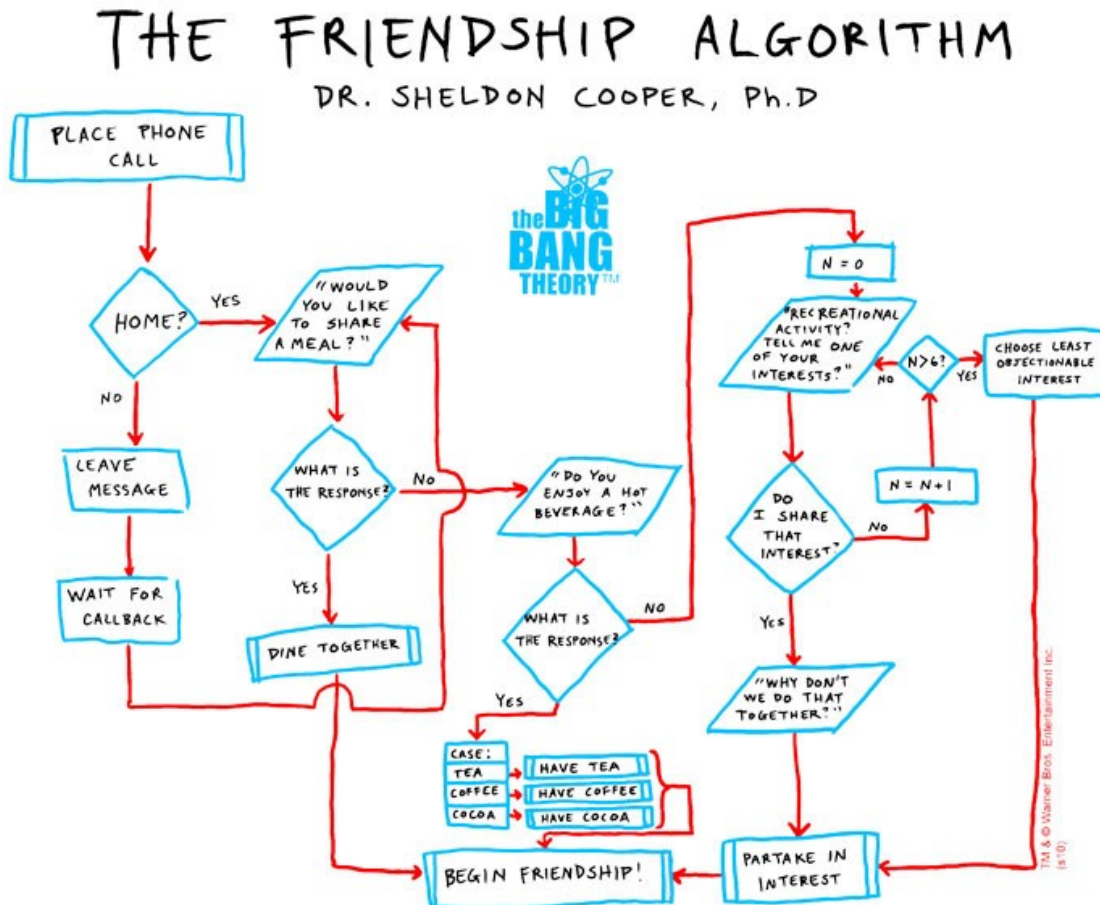 THE FRIENDSHIP ALGORITHM
DR. SHELDON COOPER, Ph.D
PLACE PHONE
CALL
the BIG
BANG
THEORY™
HOME?
YES
NO
"WOULD
YOU LIKE
TO SHARE
A MEAL?"
LEAVE
MESSAGE
WAIT FOR
CALLBACK
WHAT IS
THE RESPONSE?
NO
YES
DINE TOGETHER
"DO YOU
ENJOY A HOT
BEVERAGE?"
WHAT IS
THE RESPONSE?
NO
YES
CASE:
TEA
HAVE TEA
COFFEE
HAVE COFFEE
COCOA
HAVE COCOA
N = 0
"RECREATIONAL
ACTIVITY?
TELL ME ONE
OF YOUR
INTERESTS?"
N>6?
NO
YES
CHOOSE LEAST
OBJECTIONABLE
INTEREST
N = N+1
DO
I SHARE
THAT
INTEREST?
NO
YES
"WHY DON'T
WE DO THAT
TOGETHER?"
PARTAKE IN
INTEREST
BEGIN FRIENDSHIP!
TM & © Warner Bros. Entertainment Inc.
(s10)